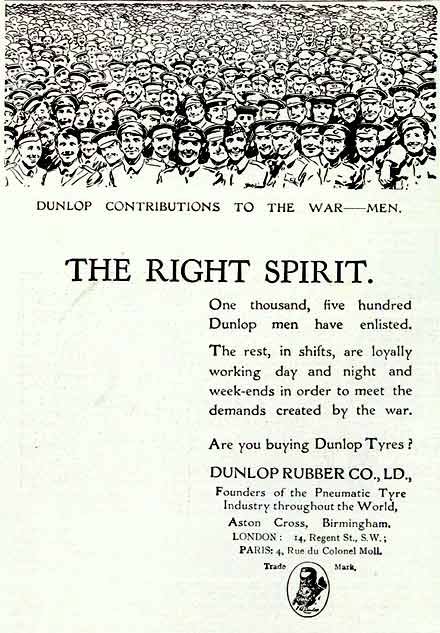 DUNLOP CONTRIBUTIONS TO THE WAR—MEN.
THE RIGHT SPIRIT.
One thousand, five hundred
Dunlop men have enlisted.
The rest, in shifts, are loyally
working day and night and
week-ends in order to meet the
demands created by the war.
Are you buying Dunlop Tyres?
DUNLOP RUBBER CO., LD.,
Founders of the Pneumatic Tyre
Industry throughout the World,
Aston Cross, Birmingham.
LONDON: 14, Regent St., S.W.;
PARIS: 4, Rue du Colonel Moll.
Trade Mark.